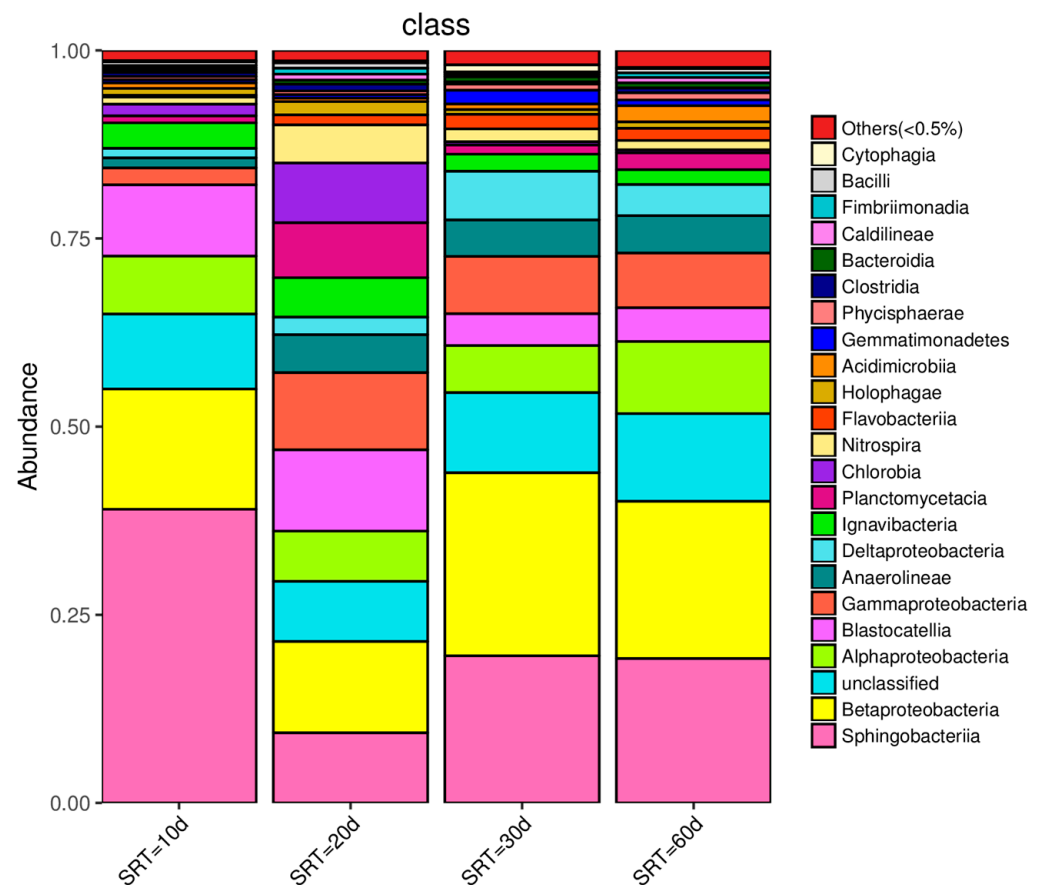 class
Abundance
1.00
0.75
0.50
0.25
0.00
SRT=10d
SRT=20d
SRT=30d
SRT=60d
Others(<0.5%)
Cytophagia
Bacilli
Fimbriimonadia
Caldilineae
Bacteroidia
Clostridia
Phycisphaerae
Gemmatimonadetes
Acidimicrobiia
Holophagae
Flavobacteriia
Nitrospira
Chlorobia
Planctomycetacia
Ignavibacteria
Deltaproteobacteria
Anaerolineae
Gammaproteobacteria
Blastocatellia
Alphaproteobacteria
unclassified
Betaproteobacteria
Sphingobacteriia